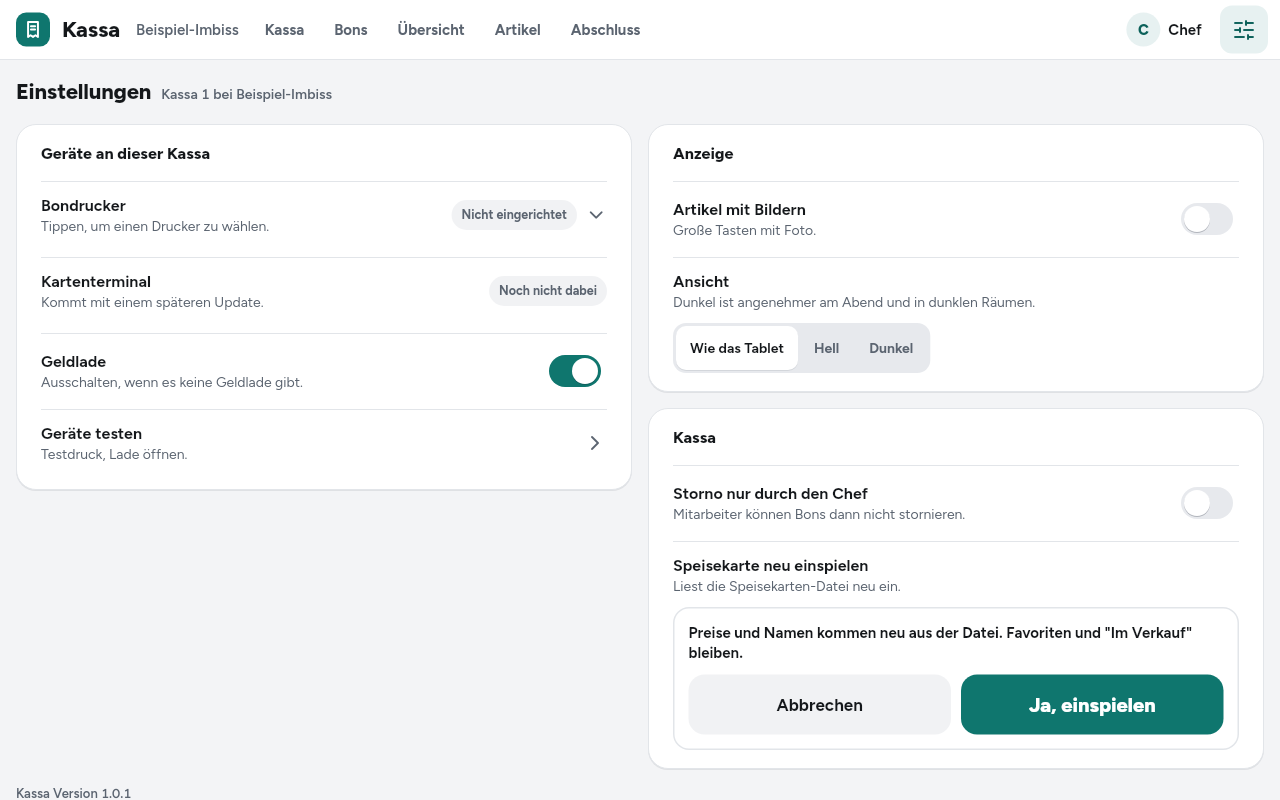 Kassa Beispiel-Imbiss Kassa Bons Übersicht Artikel Abschluss C Chef
Einstellungen Kassa 1 bei Beispiel-Imbiss
Geräte an dieser Kassa
Bondrucker
Tippen, um einen Drucker zu wählen.
Nicht eingerichtet
Kartenterminal
Kommt mit einem späteren Update.
Noch nicht dabei
Geldlade
Ausschalten, wenn es keine Geldlade gibt.
Geräte testen
Testdruck, Lade öffnen.
Anzeige
Artikel mit Bildern
Große Tasten mit Foto.
Ansicht
Dunkel ist angenehmer am Abend und in dunklen Räumen.
Wie das Tablet Hell Dunkel
Kassa
Storno nur durch den Chef
Mitarbeiter können Bons dann nicht stornieren.
Speisekarte neu einspielen
Liest die Speisekarten-Datei neu ein.
Preise und Namen kommen neu aus der Datei. Favoriten und "Im Verkauf"
bleiben.
Abbrechen Ja, einspielen
Kassa Version 1.0.1